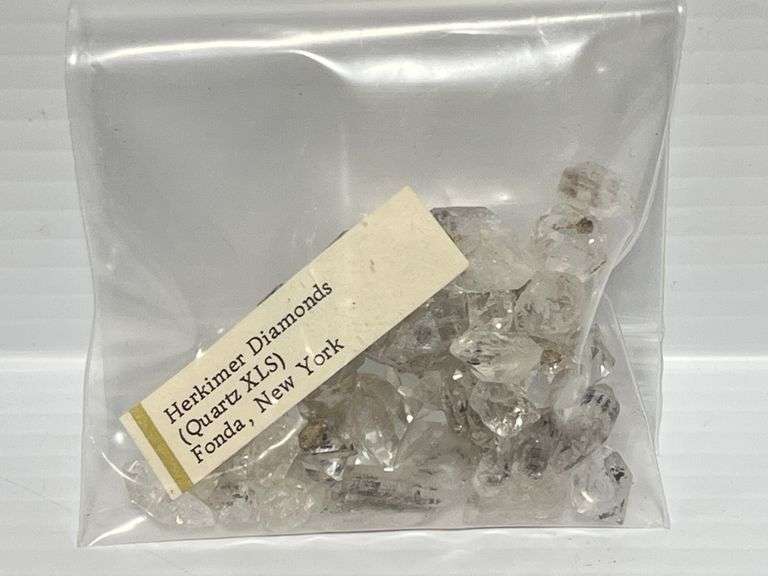 Herkimer Diamonds
(Quartz XLS)
Fonda, New York